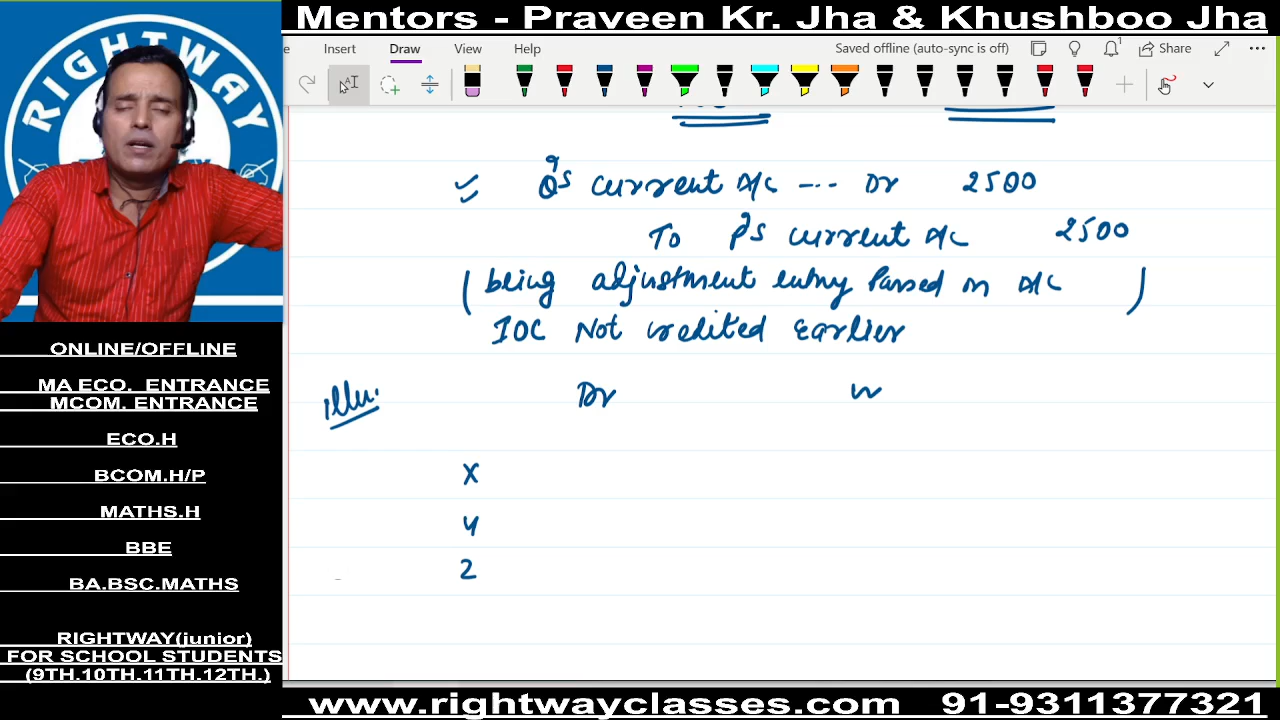 Mentors - Praveen Kr. Jha & Khushboo Jha
RIGHTWAY
Insert Draw View Help Saved offline (auto-sync is off) Share
Q's current A/c --- Dr 2500
To P's current A/c 2500
(being adjustment entry passed on A/c
IOC Not credited Earlier)
Illu. Dr Cr
X
Y
Z
ONLINE/OFFLINE
MA ECO. ENTRANCE
MCOM. ENTRANCE
ECO.H
BCOM.H/P
MATHS.H
BBE
BA.BSC.MATHS
RIGHTWAY(junior)
FOR SCHOOL STUDENTS
(9TH.10TH.11TH.12TH.)
www.rightwayclasses.com 91-9311377321